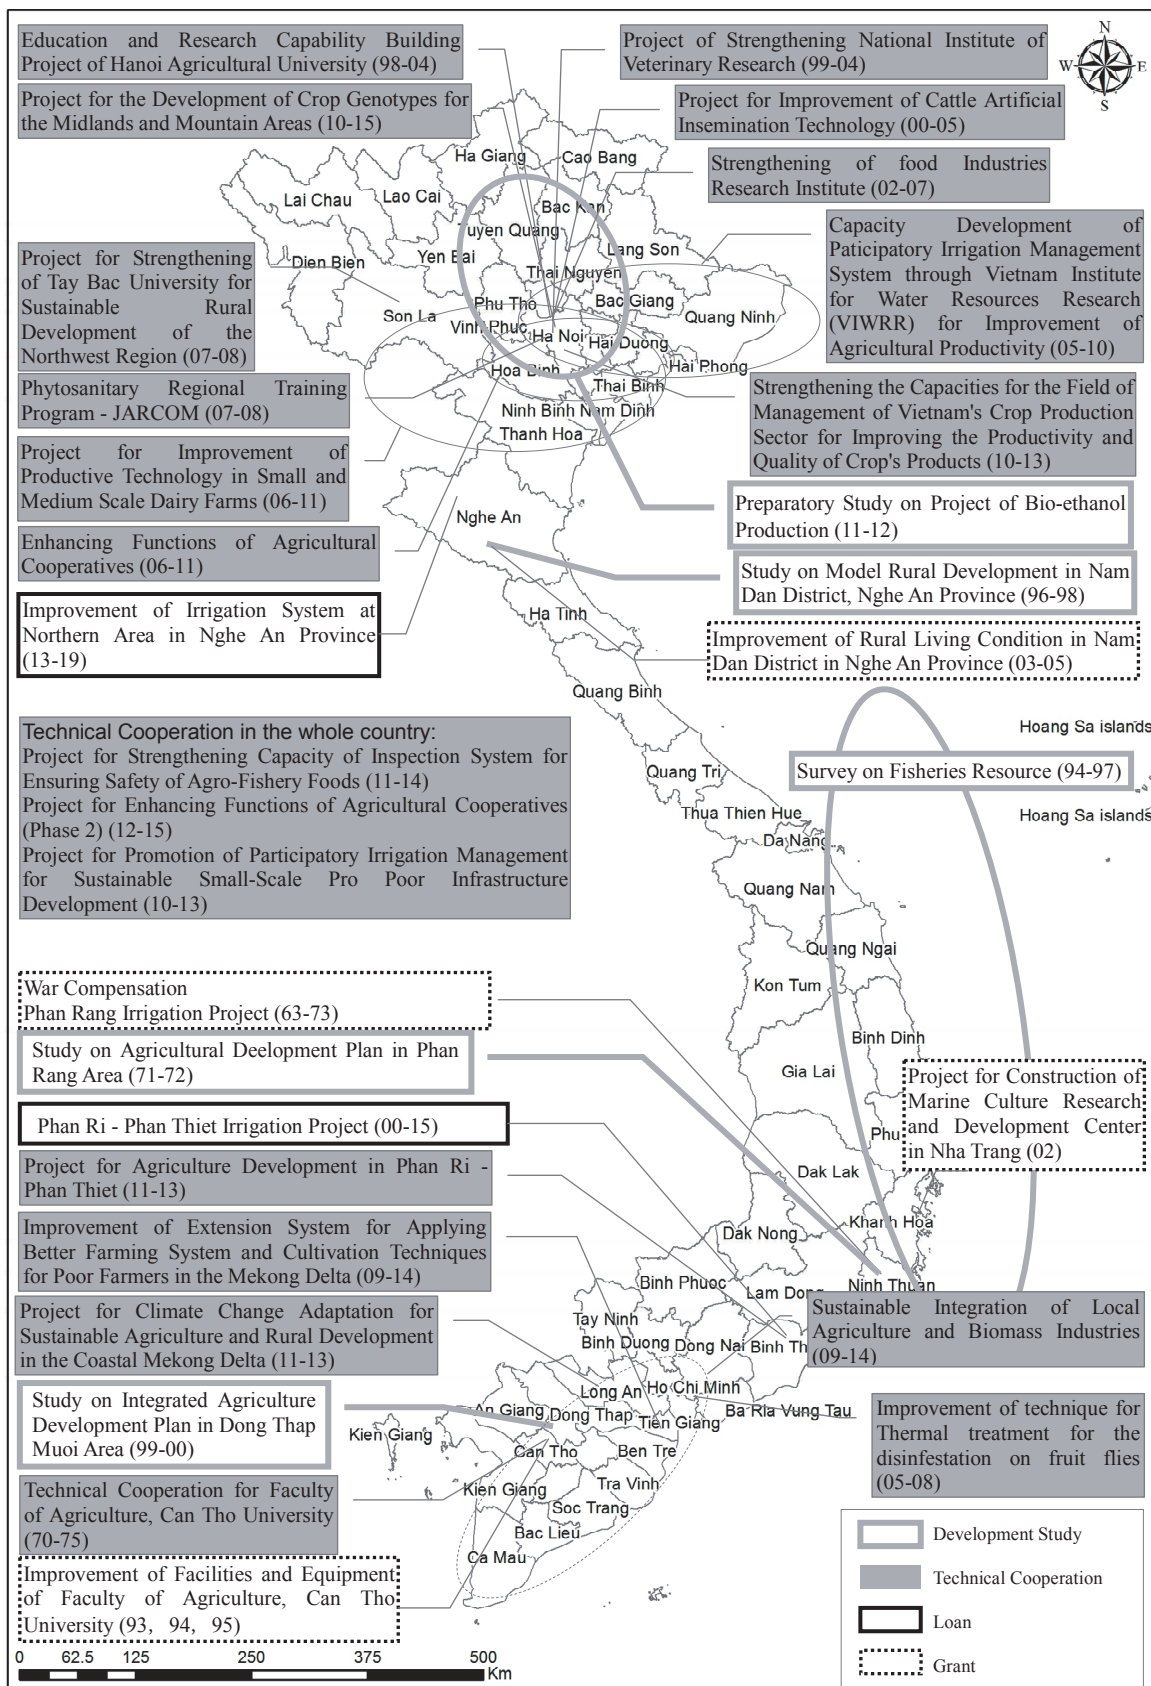 Education and Research Capability Building
Project of Hanoi Agricultural University (98-04)
Project of Strengthening National Institute of
Veterinary Research (99-04)
N
W
E
S
Project for the Development of Crop Genotypes for
the Midlands and Mountain Areas (10-15)
Project for Improvement of Cattle Artificial
Insemination Technology (00-05)
Strengthening of food Industries
Research Institute (02-07)
Capacity Development of
Paticipatory Irrigation Management
System through Vietnam Institute
for Water Resources Research
(VIWRR) for Improvement of
Agricultural Productivity (05-10)
Project for Strengthening
of Tay Bac University for
Sustainable Rural
Development of the
Northwest Region (07-08)
Phytosanitary Regional Training
Program - JARCOM (07-08)
Strengthening the Capacities for the Field of
Management of Vietnam's Crop Production
Sector for Improving the Productivity and
Quality of Crop's Products (10-13)
Project for Improvement of
Productive Technology in Small and
Medium Scale Dairy Farms (06-11)
Preparatory Study on Project of Bio-ethanol
Production (11-12)
Enhancing Functions of Agricultural
Cooperatives (06-11)
Study on Model Rural Development in Nam
Dan District, Nghe An Province (96-98)
Improvement of Irrigation System at
Northern Area in Nghe An Province
(13-19)
Improvement of Rural Living Condition in Nam
Dan District in Nghe An Province (03-05)
Ha Giang
Cao Bang
Lai Chau
Lao Cai
Bac Kan
Tuyen Quang
Lang Son
Dien Bien
Yen Bai
Thai Nguyen
Phu Tho
Bac Giang
Son La
Quang Ninh
Vinh Phuc
Ha Noi
Hai Duong
Hoa Binh
Hai Phong
Thai Binh
Ninh Binh
Nam Dinh
Thanh Hoa
Nghe An
Ha Tinh
Quang Binh
Hoang Sa islands
Technical Cooperation in the whole country:
Project for Strengthening Capacity of Inspection System for
Ensuring Safety of Agro-Fishery Foods (11-14)
Project for Enhancing Functions of Agricultural Cooperatives
(Phase 2) (12-15)
Project for Promotion of Participatory Irrigation Management
for Sustainable Small-Scale Pro Poor Infrastructure
Development (10-13)
Survey on Fisheries Resource (94-97)
Quang Tri
Thua Thien Hue
Hoang Sa islands
Da Nang
Quang Nam
Quang Ngai
Kon Tum
War Compensation
Phan Rang Irrigation Project (63-73)
Study on Agricultural Deelopment Plan in Phan
Rang Area (71-72)
Binh Dinh
Gia Lai
Project for Construction of
Marine Culture Research
and Development Center
in Nha Trang (02)
Phu
Phan Ri - Phan Thiet Irrigation Project (00-15)
Project for Agriculture Development in Phan Ri -
Phan Thiet (11-13)
Dak Lak
Khanh Hoa
Dak Nong
Improvement of Extension System for Applying
Better Farming System and Cultivation Techniques
for Poor Farmers in the Mekong Delta (09-14)
Binh Phuoc
Ninh Thuan
Lam Dong
Project for Climate Change Adaptation for
Sustainable Agriculture and Rural Development
in the Coastal Mekong Delta (11-13)
Sustainable Integration of Local
Agriculture and Biomass Industries
(09-14)
Tay Ninh
Binh Duong
Dong Nai
Binh Th
Study on Integrated Agriculture
Development Plan in Dong Thap
Muoi Area (99-00)
Long An
Ho Chi Minh
An Giang
Dong Thap
Tien Giang
Ba Ria Vung Tau
Improvement of technique for
Thermal treatment for the
disinfestation on fruit flies
(05-08)
Kien Giang
Can Tho
Ben Tre
Technical Cooperation for Faculty
of Agriculture, Can Tho University
(70-75)
Kien Giang
Tra Vinh
Soc Trang
Bac Lieu
Ca Mau
Improvement of Facilities and Equipment
of Faculty of Agriculture, Can Tho
University (93, 94, 95)
Development Study
Technical Cooperation
Loan
Grant
0 62.5 125 250 375 500
Km